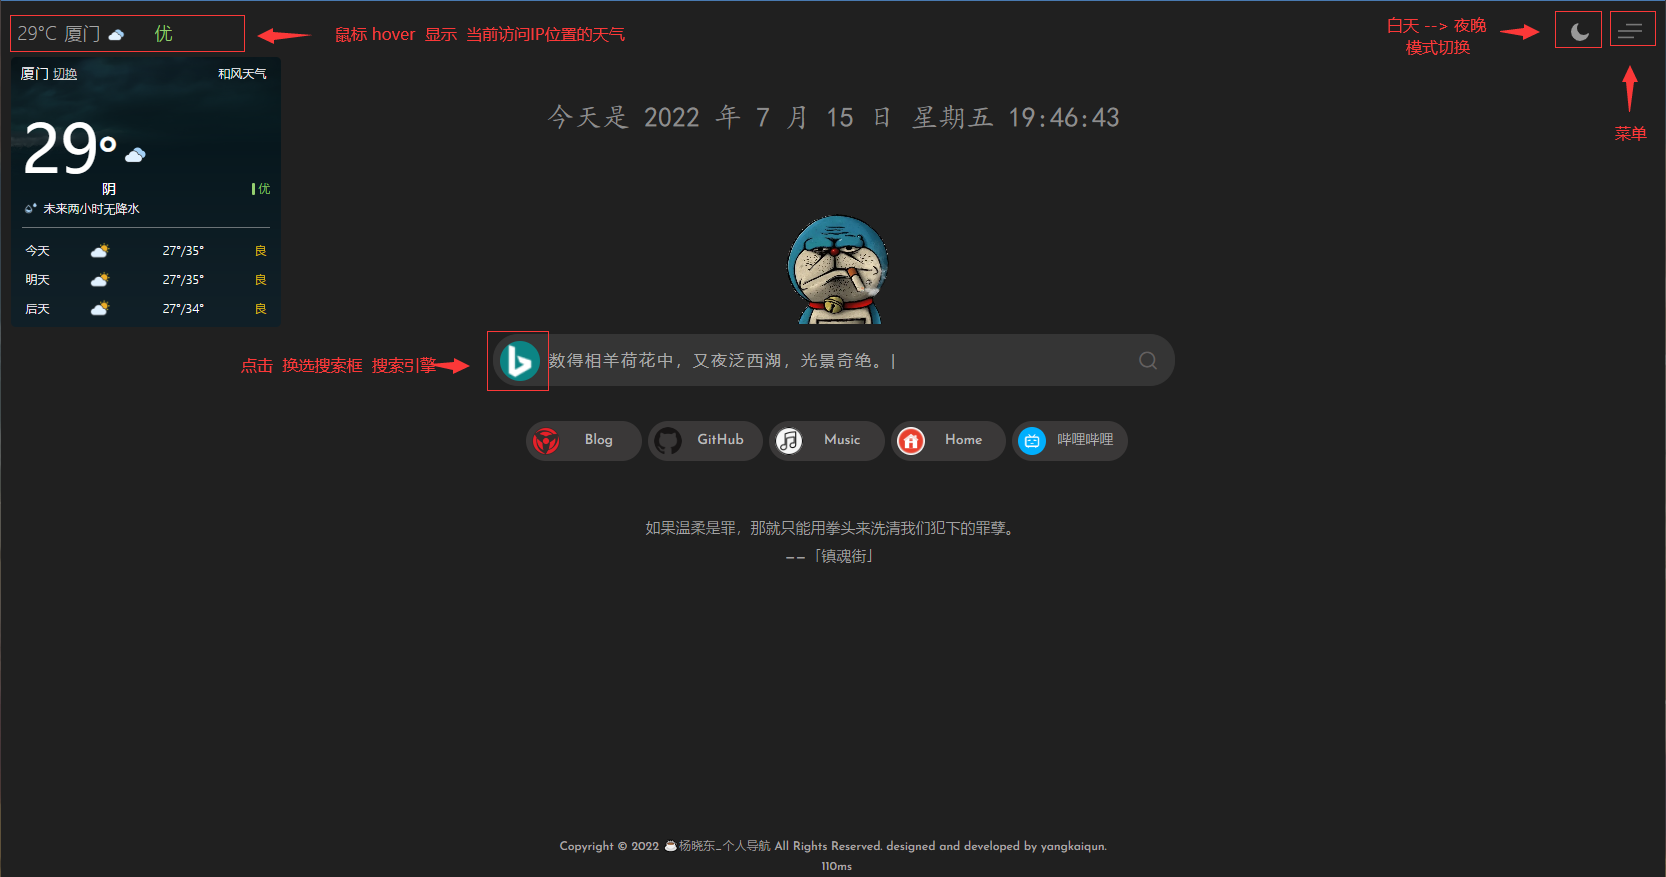 29°C 厦门 优
鼠标 hover 显示 当前访问IP位置的天气
白天 --> 夜晚
模式切换
菜单
厦门 切换 和风天气
29°
阴 优
未来两小时无降水
今天 27°/35° 良
明天 27°/35° 良
后天 27°/34° 良
今天是 2022 年 7 月 15 日 星期五 19:46:43
点击 换选搜索框 搜索引擎
数得相羊荷花中，又夜泛西湖，光景奇绝。|
Blog GitHub Music Home 哔哩哔哩
如果温柔是罪，那就只能用拳头来洗清我们犯下的罪孽。
——「镇魂街」
Copyright © 2022 ☕杨晓东_个人导航 All Rights Reserved. designed and developed by yangkaiqun.
110ms